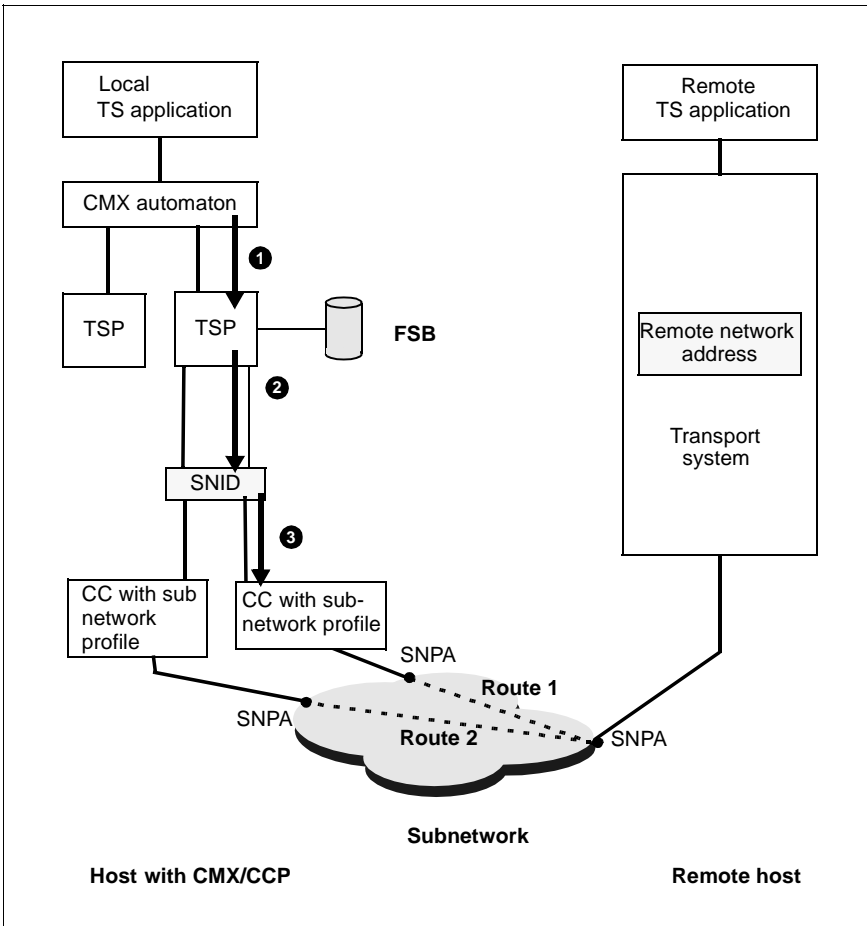 Local
TS application
Remote
TS application
CMX automaton
1
TSP
TSP
FSB
Remote network
address
2
Transport
system
SNID
3
CC with sub
network
profile
CC with sub-
network profile
SNPA
Route 1
SNPA
Route 2
SNPA
Subnetwork
Host with CMX/CCP
Remote host